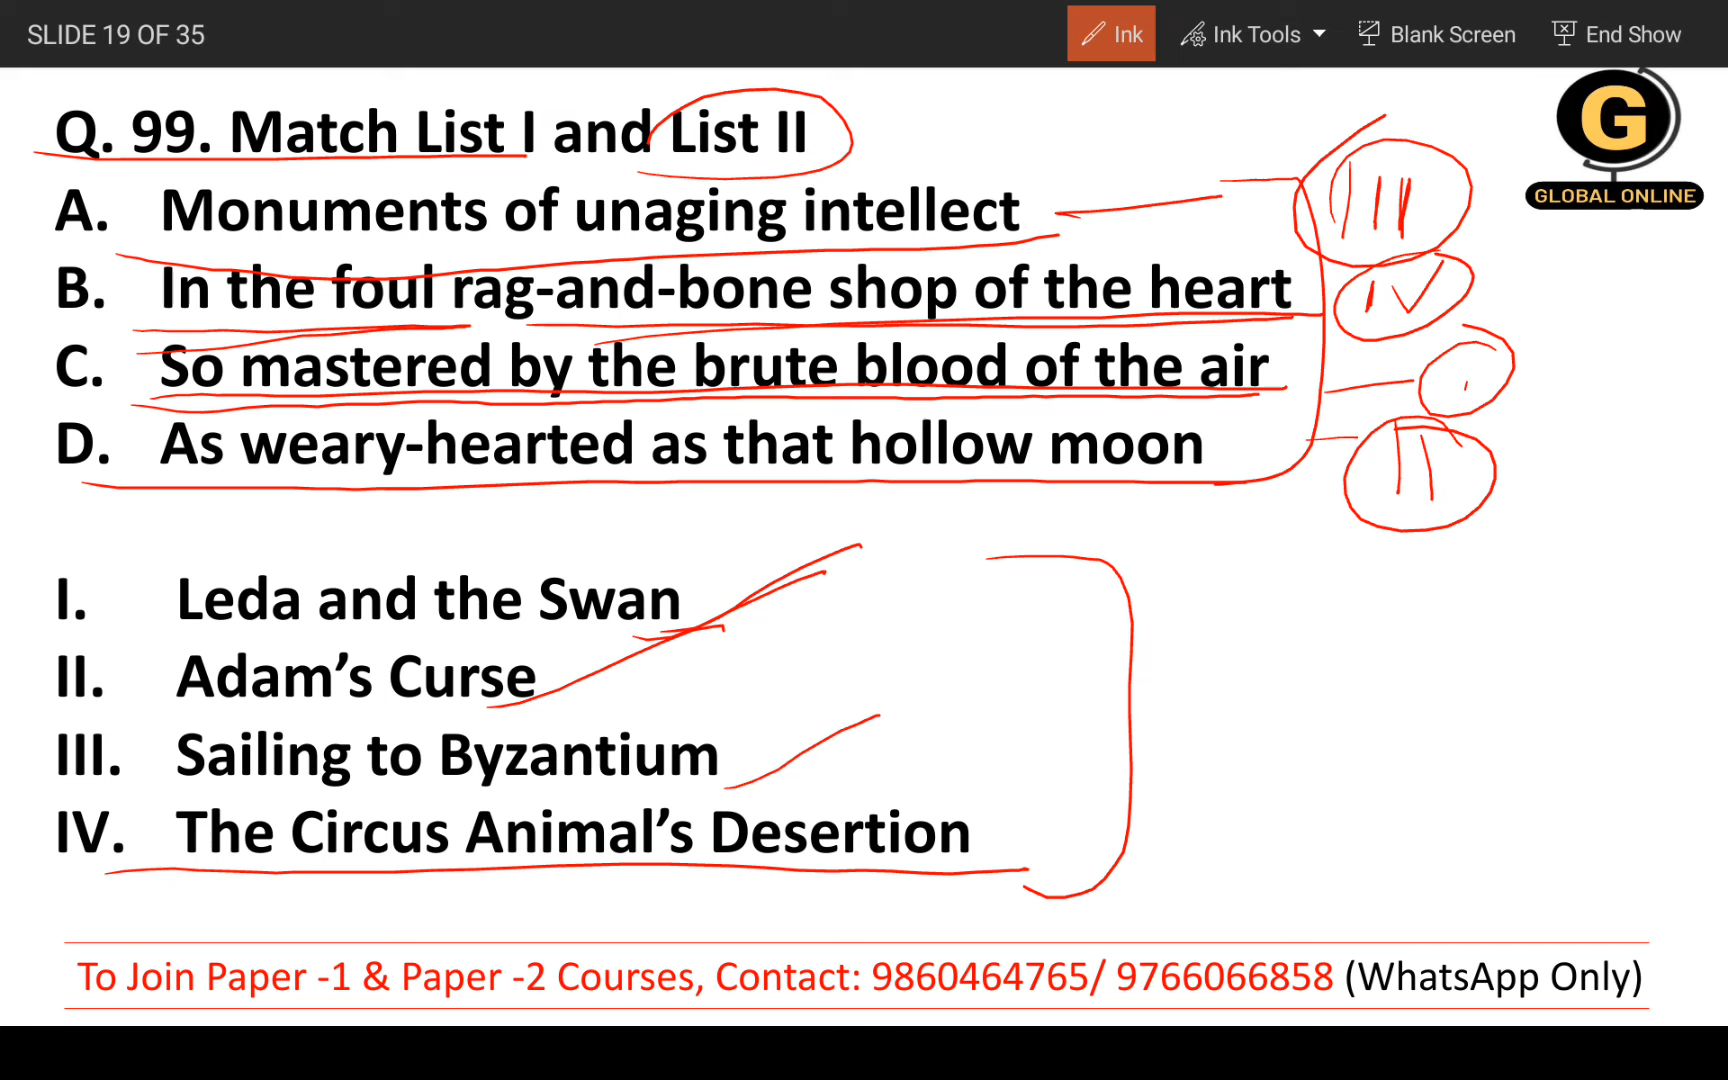 SLIDE 19 OF 35
Ink
Ink Tools
Blank Screen
End Show
G
GLOBAL ONLINE
Q. 99. Match List I and List II
A. Monuments of unaging intellect
III
B. In the foul rag-and-bone shop of the heart
IV
C. So mastered by the brute blood of the air
D. As weary-hearted as that hollow moon
II
I. Leda and the Swan
II. Adam’s Curse
III. Sailing to Byzantium
IV. The Circus Animal’s Desertion
To Join Paper -1 & Paper -2 Courses, Contact: 9860464765/ 9766066858 (WhatsApp Only)